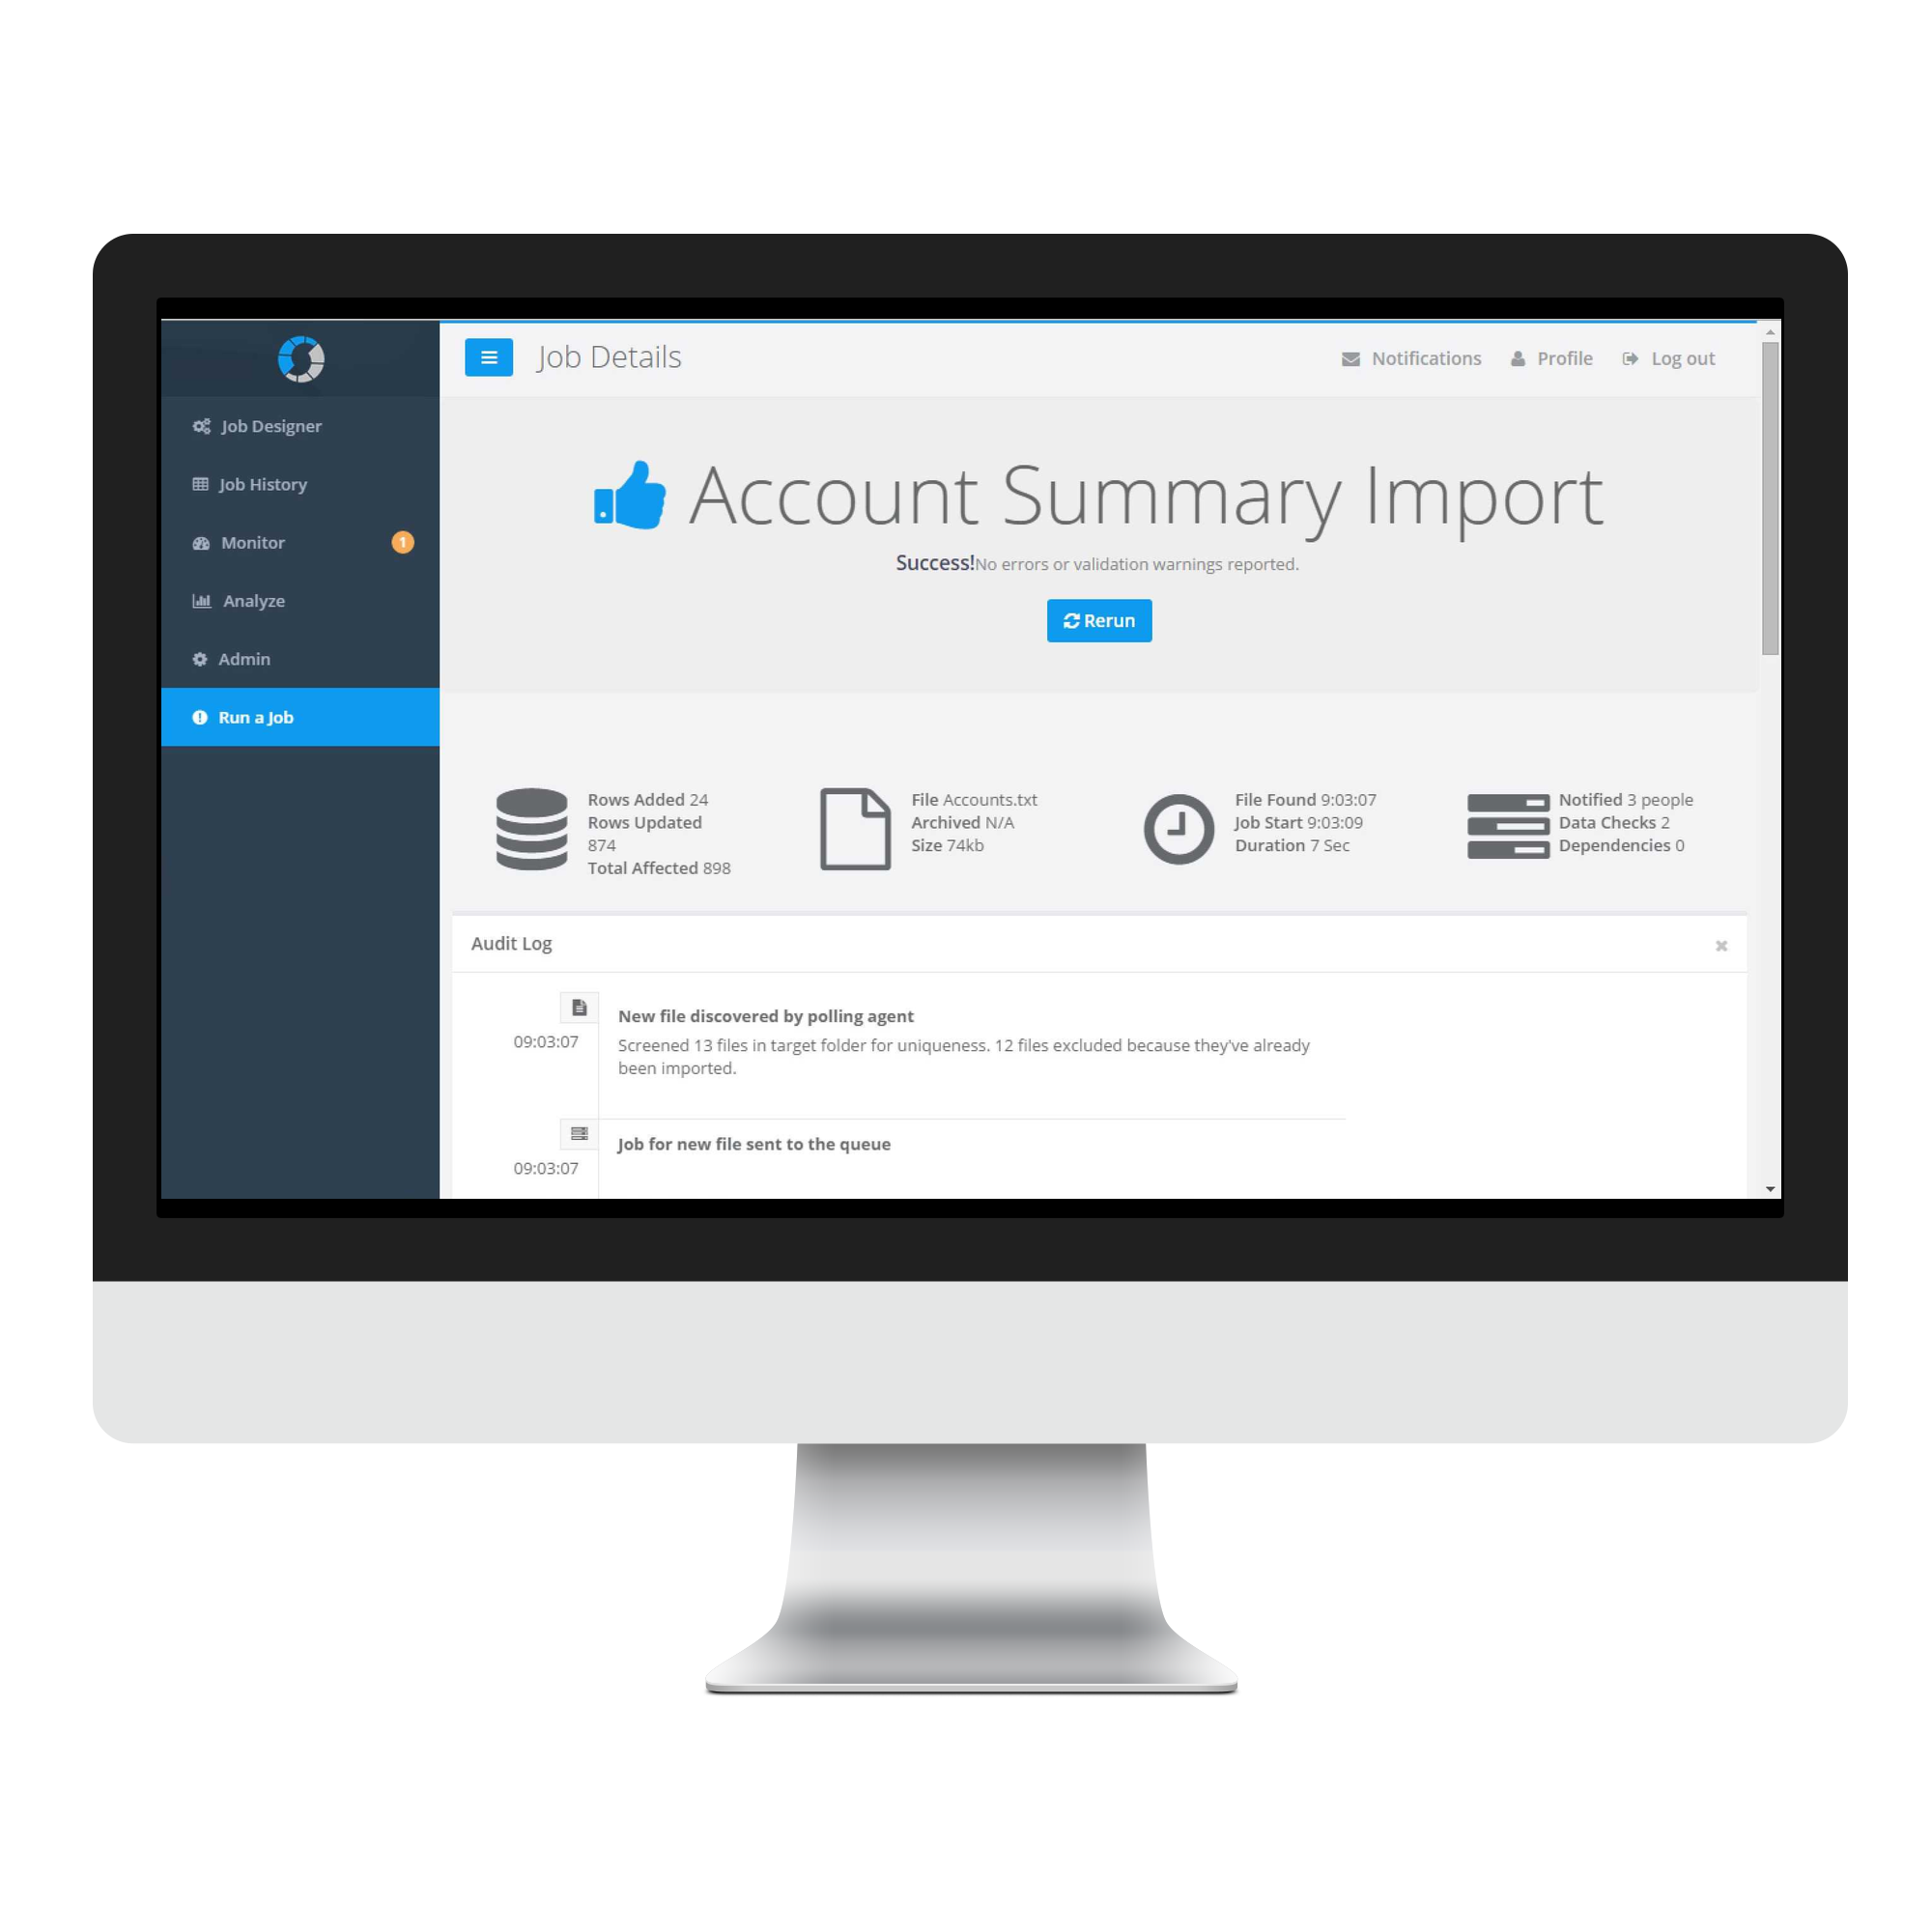 Job Details
Notifications
Profile
Log out
Job Designer
Job History
Monitor 1
Analyze
Admin
Run a Job
Account Summary Import
Success!No errors or validation warnings reported.
Rerun
Rows Added 24
Rows Updated
874
Total Affected 898
File Accounts.txt
Archived N/A
Size 74kb
File Found 9:03:07
Job Start 9:03:09
Duration 7 Sec
Notified 3 people
Data Checks 2
Dependencies 0
Audit Log
09:03:07
New file discovered by polling agent
Screened 13 files in target folder for uniqueness. 12 files excluded because they've already
been imported.
09:03:07
Job for new file sent to the queue